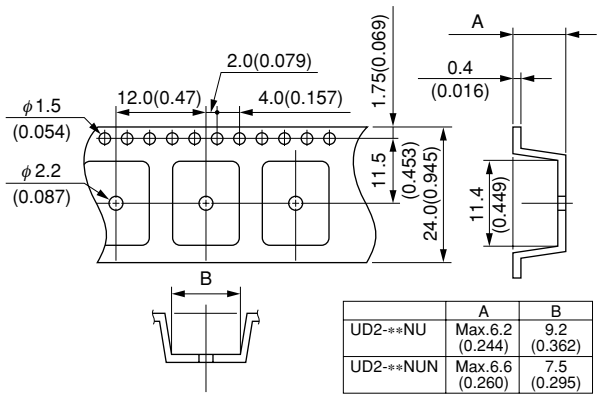 A
2.0(0.079)
1.75(0.069)
0.4
(0.016)
12.0(0.47)
4.0(0.157)
φ1.5
(0.054)
φ2.2
(0.087)
11.5
(0.453)
24.0(0.945)
11.4
(0.449)
B
A B
UD2-**NU Max.6.2 9.2
(0.244) (0.362)
UD2-**NUN Max.6.6 7.5
(0.260) (0.295)